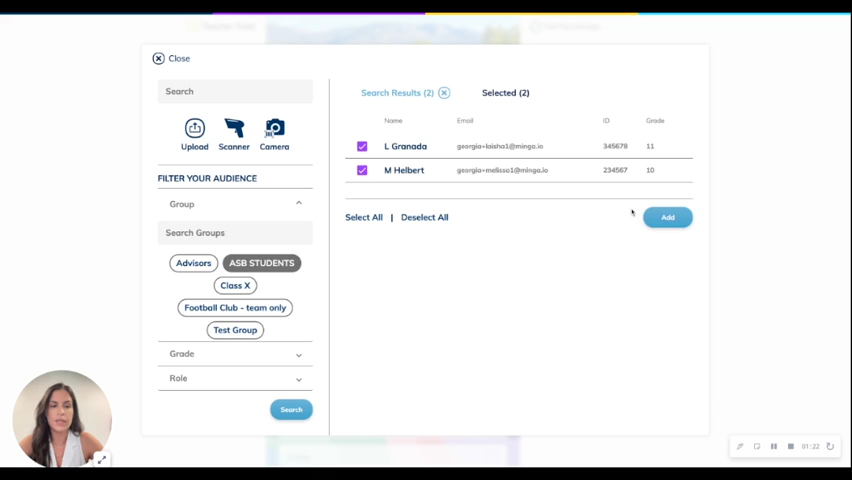 Close
Search
Upload
Scanner
Camera
FILTER YOUR AUDIENCE
Group
Search Groups
Advisors
ASB STUDENTS
Class X
Football Club - team only
Test Group
Grade
Role
Search
Search Results (2)
Selected (2)
Name Email ID Grade
L Granada georgia+laisha1@minga.io 345678 11
M Helbert georgia+melissa1@minga.io 234567 10
Select All | Deselect All
Add
01:22